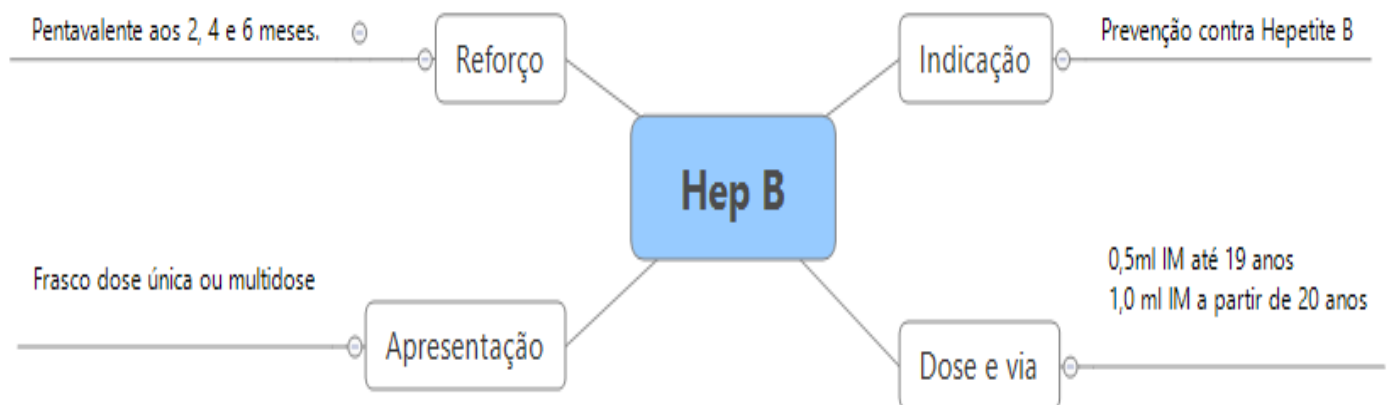 Pentavalente aos 2, 4 e 6 meses.
Reforço
Indicação
Prevenção contra Hepetite B
Hep B
Frasco dose única ou multidose
Apresentação
0,5ml IM até 19 anos
1,0 ml IM a partir de 20 anos
Dose e via